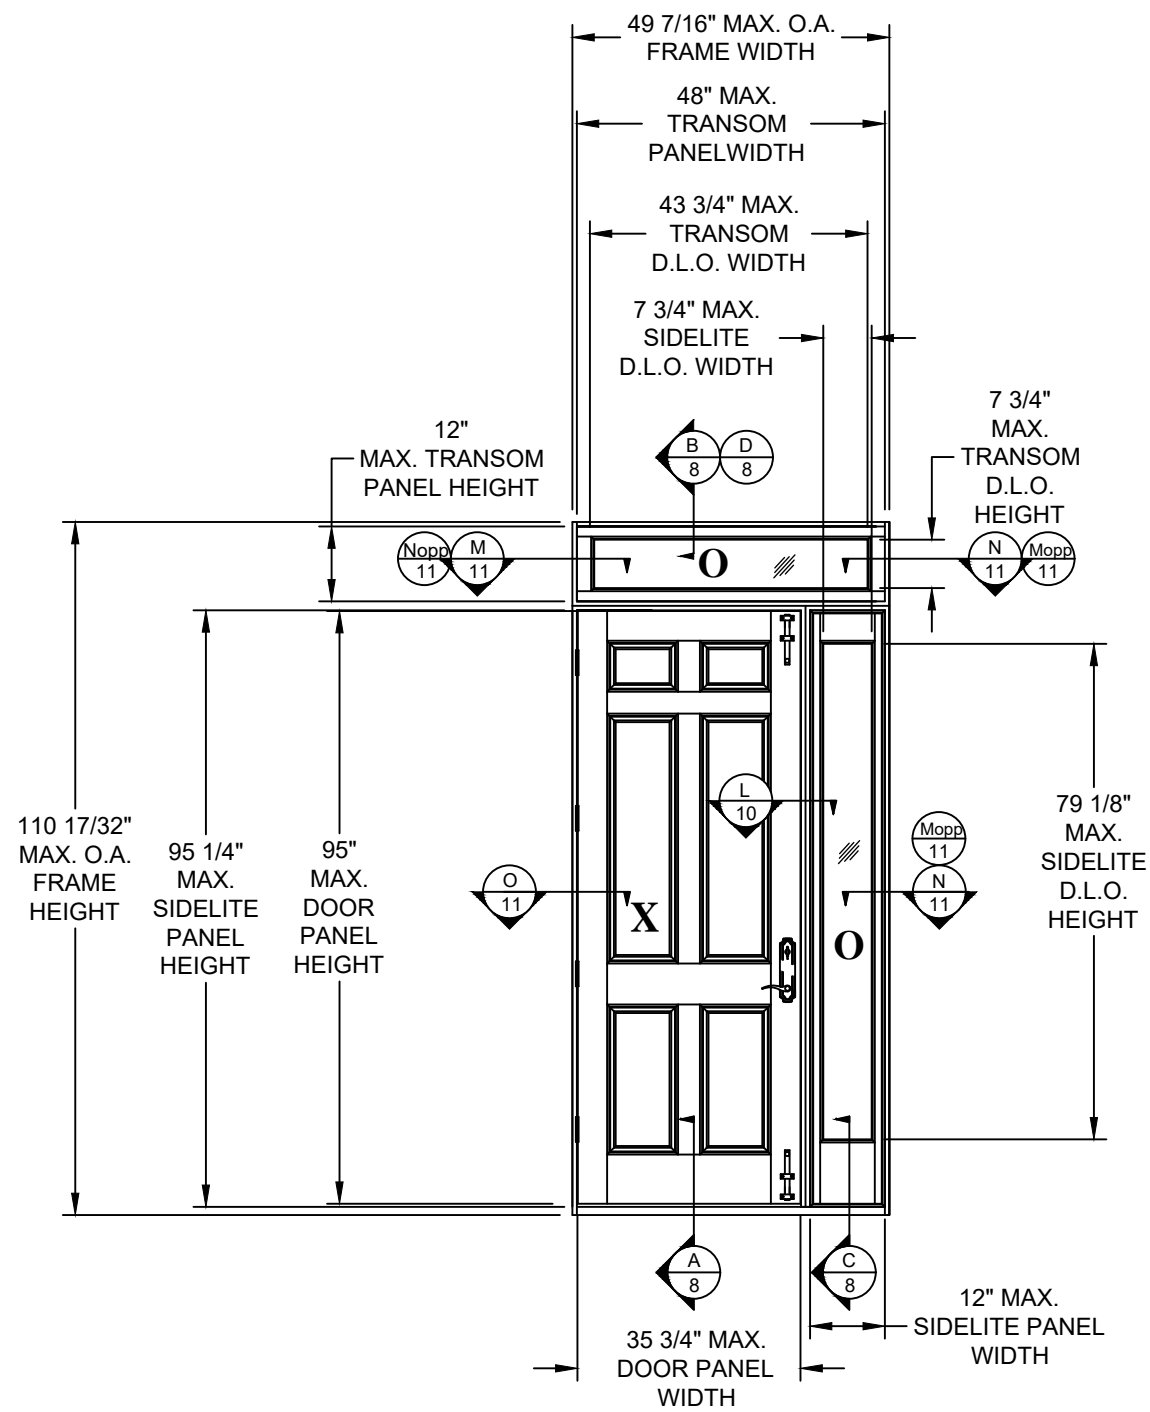 49 7/16" MAX. O.A.
FRAME WIDTH
48" MAX.
TRANSOM
PANELWIDTH
43 3/4" MAX.
TRANSOM
D.L.O. WIDTH
7 3/4" MAX.
SIDELITE
D.L.O. WIDTH
7 3/4"
MAX.
TRANSOM
D.L.O.
HEIGHT
12"
MAX. TRANSOM
PANEL HEIGHT
B
8
D
8
Nopp
11
M
11
O
N
11
Mopp
11
110 17/32"
MAX. O.A.
FRAME
HEIGHT
95 1/4"
MAX.
SIDELITE
PANEL
HEIGHT
95"
MAX.
DOOR
PANEL
HEIGHT
L
10
O
11
X
O
Mopp
11
N
11
79 1/8"
MAX.
SIDELITE
D.L.O.
HEIGHT
A
8
C
8
35 3/4" MAX.
DOOR PANEL
WIDTH
12" MAX.
SIDELITE PANEL
WIDTH